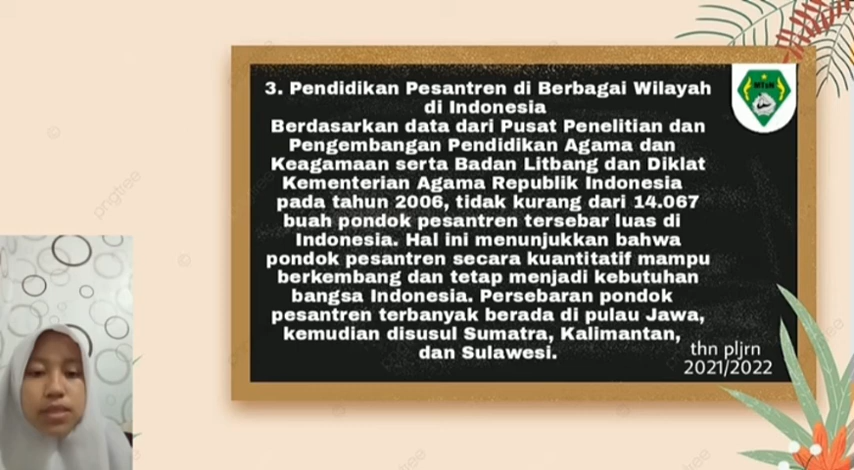 3. Pendidikan Pesantren di Berbagai Wilayah
di Indonesia
Berdasarkan data dari Pusat Penelitian dan
Pengembangan Pendidikan Agama dan
Keagamaan serta Badan Litbang dan Diklat
Kementerian Agama Republik Indonesia
pada tahun 2006, tidak kurang dari 14.067
buah pondok pesantren tersebar luas di
Indonesia. Hal ini menunjukkan bahwa
pondok pesantren secara kuantitatif mampu
berkembang dan tetap menjadi kebutuhan
bangsa Indonesia. Persebaran pondok
pesantren terbanyak berada di pulau Jawa,
kemudian disusul Sumatra, Kalimantan,
dan Sulawesi.
thn pljrn
2021/2022
pngtree